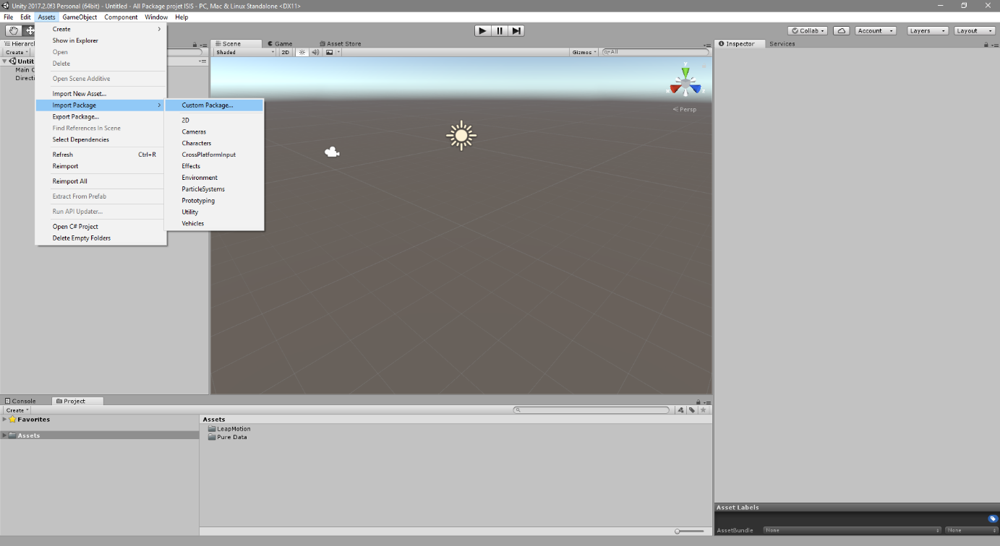 Unity 2017.2.0f3 Personal (64bit) - Untitled - All Package projet ISIS - PC, Mac & Linux Standalone <DX11>
File Edit Assets GameObject Component Window Help
Collab Account Layers Layout
Hierarc
Create
Untit
Main C
Directi
Create
Show in Explorer
Open
Delete
Open Scene Additive
Import New Asset...
Import Package
Export Package...
Find References In Scene
Select Dependencies
Refresh Ctrl+R
Reimport
Reimport All
Extract From Prefab
Run API Updater...
Open C# Project
Delete Empty Folders
Custom Package...
2D
Cameras
Characters
CrossPlatformInput
Effects
Environment
ParticleSystems
Prototyping
Utility
Vehicles
Scene Game Asset Store
Shaded 2D Gizmos All
y
x z
Persp
Inspector Services
Console Project
Create
Favorites
Assets
Assets
LeapMotion
Pure Data
Asset Labels
AssetBundle None None